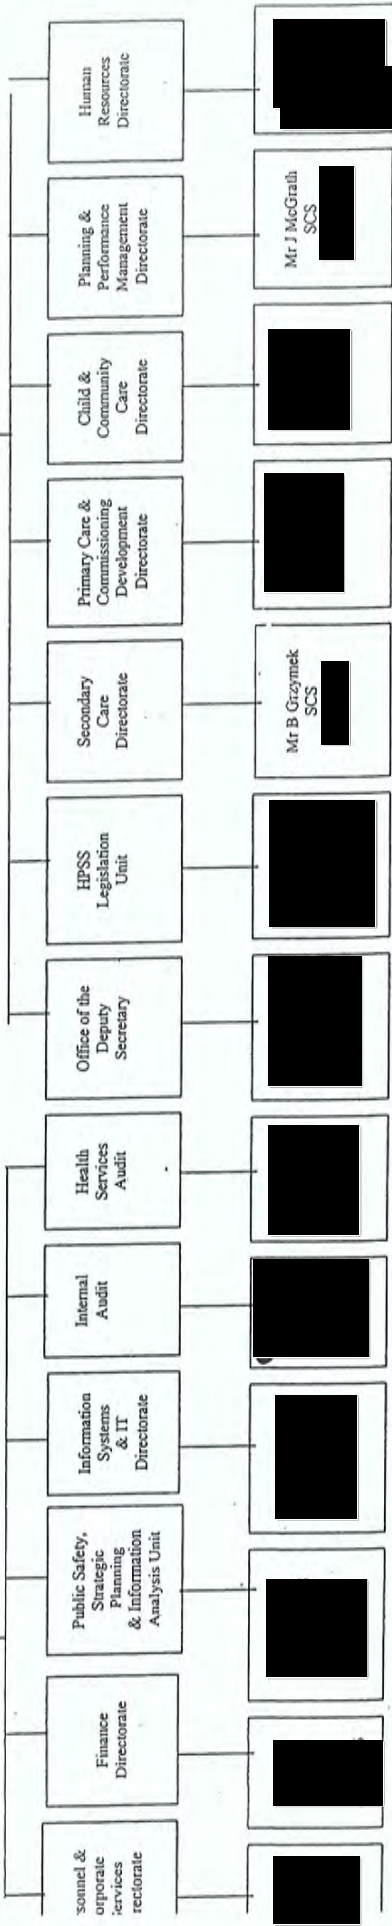 sonnel &
orporate
ervices
rectorate
Finance
Directorate
Public Safety,
Strategic
Planning
& Information
Analysis Unit
Information
Systems
& IT
Directorate
Internal
Audit
Health
Services
Audit
Office of the
Deputy
Secretary
HPSS
Legislation
Unit
Secondary
Care
Directorate
Primary Care &
Commissioning
Development
Directorate
Child &
Community
Care
Directorate
Planning &
Performance
Management
Directorate
Human
Resources
Directorate
Mr B Grzymek
SCS
Mr J McGrath
SCS